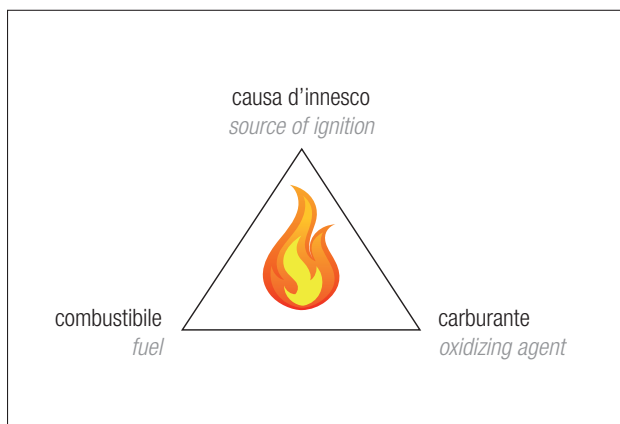 causa d’innesco
source of ignition
combustibile
fuel
carburante
oxidizing agent